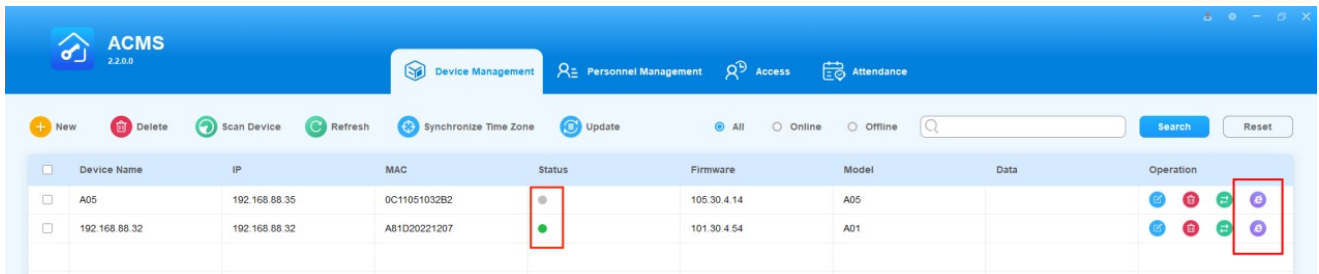 ACMS
2.2.0.0
Device Management Personnel Management Access Attendance
New Delete Scan Device Refresh Synchronize Time Zone Update All Online Offline Search Reset
Device Name IP MAC Status Firmware Model Data Operation
A05 192.168.88.35 0C11051032B2 105.30.4.14 A05
192.168.88.32 192.168.88.32 A81D20221207 101.30.4.54 A01